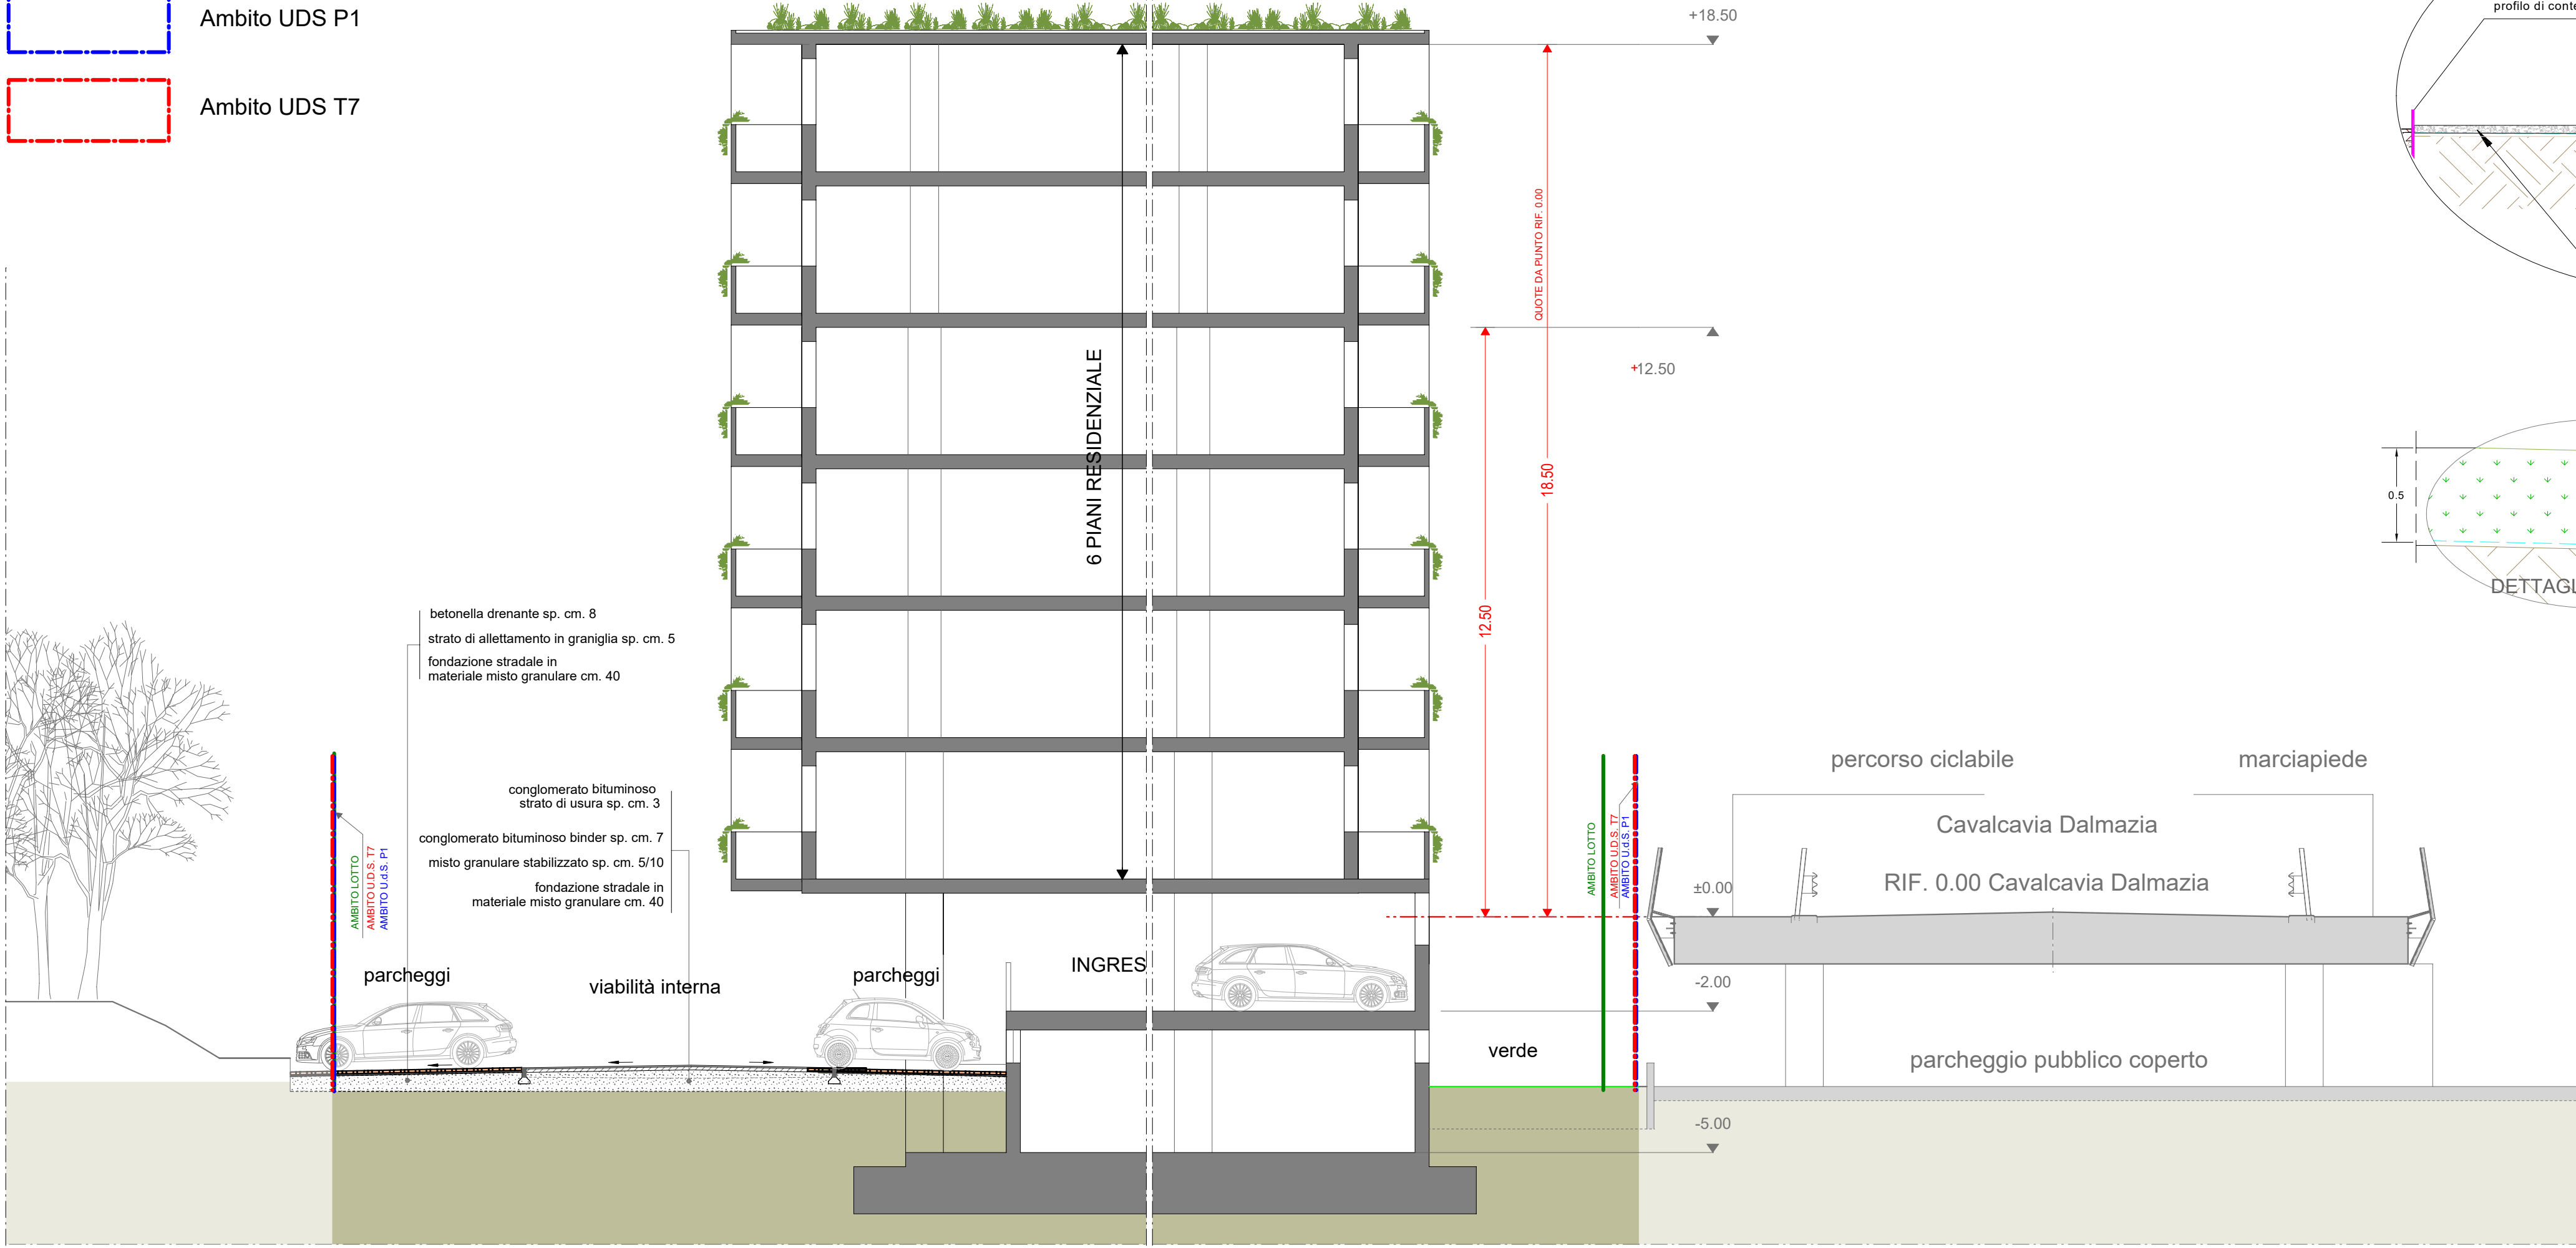 Ambito UDS P1
Ambito UDS T7
+18.50
profilo di conte
QUOTE DA PUNTO RIF. 0.00
+12.50
18.50
12.50
6 PIANI RESIDENZIALE
0.5
DETTAGL
betonella drenante sp. cm. 8
strato di allettamento in graniglia sp. cm. 5
fondazione stradale in
materiale misto granulare cm. 40
conglomerato bituminoso
strato di usura sp. cm. 3
conglomerato bituminoso binder sp. cm. 7
misto granulare stabilizzato sp. cm. 5/10
fondazione stradale in
materiale misto granulare cm. 40
AMBITO LOTTO
AMBITO U.D.S. T7
AMBITO U.d.S. P1
AMBITO LOTTO
AMBITO U.D.S. T7
AMBITO U.d.S. P1
percorso ciclabile
marciapiede
Cavalcavia Dalmazia
±0.00
RIF. 0.00 Cavalcavia Dalmazia
parcheggi
viabilità interna
parcheggi
INGRES
-2.00
verde
parcheggio pubblico coperto
-5.00